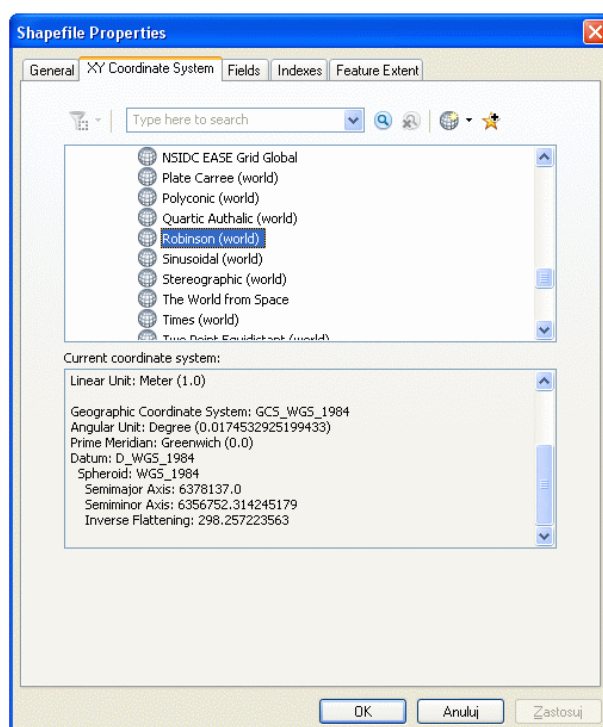 Shapefile Properties
General XY Coordinate System Fields Indexes Feature Extent
Type here to search
NSIDC EASE Grid Global
Plate Carree (world)
Polyconic (world)
Quartic Authalic (world)
Robinson (world)
Sinusoidal (world)
Stereographic (world)
The World from Space
Times (world)
Two Point Equidistant (world)
Current coordinate system:
Linear Unit: Meter (1.0)
Geographic Coordinate System: GCS_WGS_1984
Angular Unit: Degree (0.0174532925199433)
Prime Meridian: Greenwich (0.0)
Datum: D_WGS_1984
Spheroid: WGS_1984
Semimajor Axis: 6378137.0
Semiminor Axis: 6356752.314245179
Inverse Flattening: 298.257223563
OK Anuluj Zastosuj